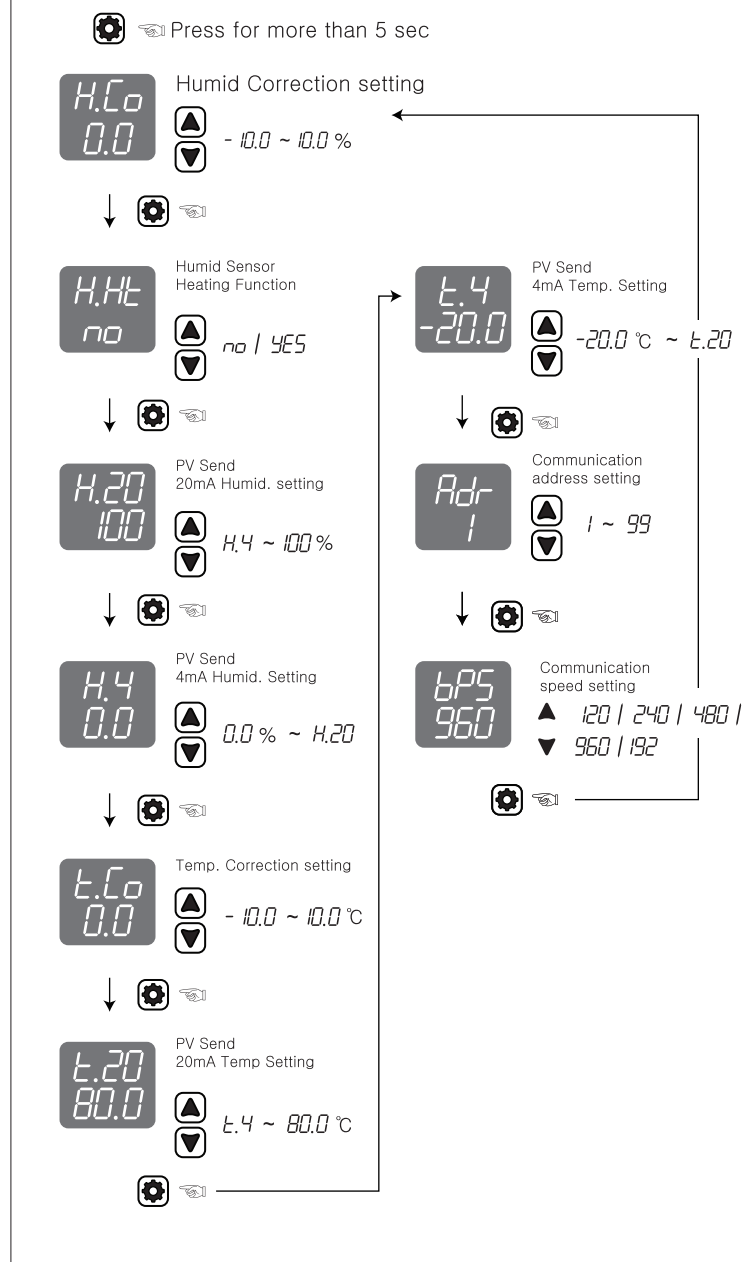 Press for more than 5 sec
H.Co
0.0
Humid Correction setting
- 10.0 ~ 10.0 %
H.Ht
no
Humid Sensor
Heating Function
no / YES
H.20
100
PV Send
20mA Humid. setting
H.4 ~ 100 %
H.4
0.0
PV Send
4mA Humid. Setting
0.0 % ~ H.20
t.Co
0.0
Temp. Correction setting
- 10.0 ~ 10.0 ℃
t.20
80.0
PV Send
20mA Temp Setting
t.4 ~ 80.0 ℃
t.4
-20.0
PV Send
4mA Temp. Setting
-20.0 ℃ ~ t.20
Adr
1
Communication
address setting
1 ~ 99
bPS
960
Communication
speed setting
▲ 120 / 240 / 480 /
▼ 960 / 192